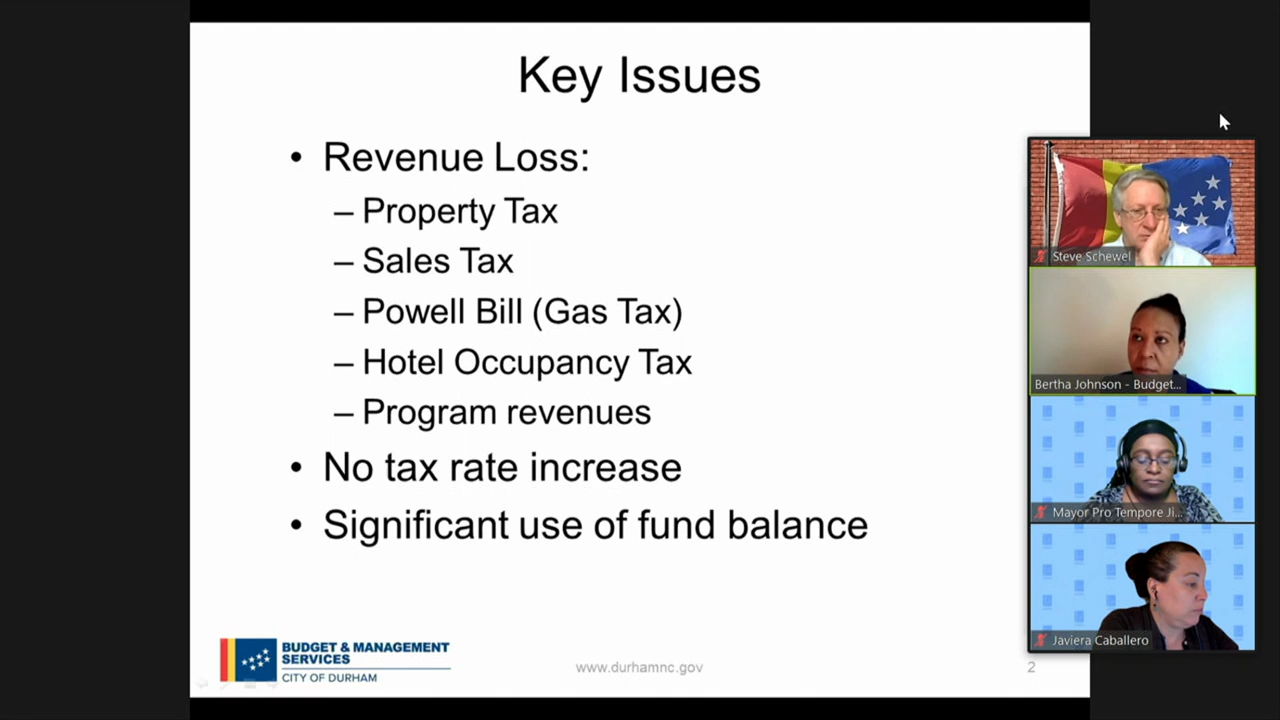 Key Issues
• Revenue Loss:
– Property Tax
– Sales Tax
– Powell Bill (Gas Tax)
– Hotel Occupancy Tax
– Program revenues
• No tax rate increase
• Significant use of fund balance
BUDGET & MANAGEMENT
SERVICES
CITY OF DURHAM
www.durhamnc.gov
2
Steve Schewel
Bertha Johnson - Budget...
Mayor Pro Tempore Ji...
Javiera Caballero